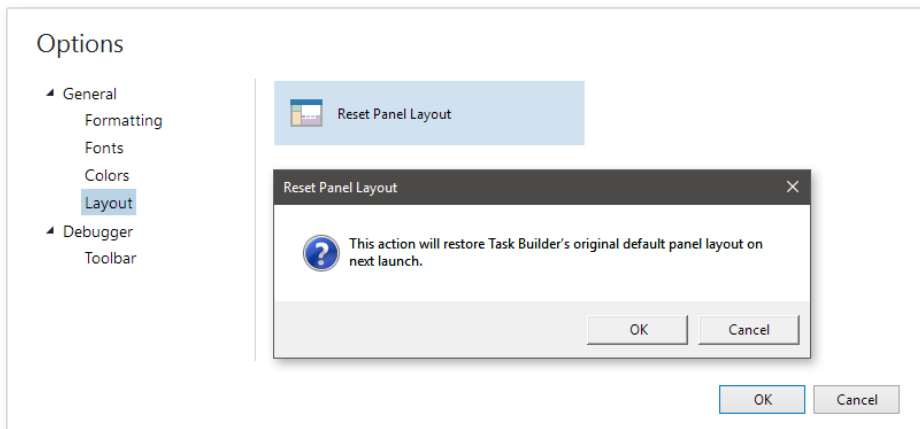 Options
General
Formatting
Fonts
Colors
Layout
Debugger
Toolbar
Reset Panel Layout
Reset Panel Layout
This action will restore Task Builder's original default panel layout on
next launch.
OK Cancel
OK Cancel